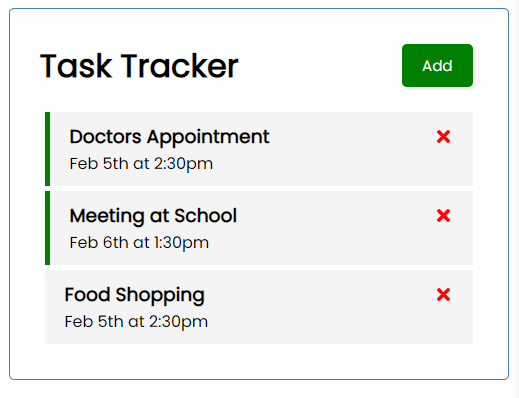 Task Tracker
Add
Doctors Appointment
Feb 5th at 2:30pm
Meeting at School
Feb 6th at 1:30pm
Food Shopping
Feb 5th at 2:30pm